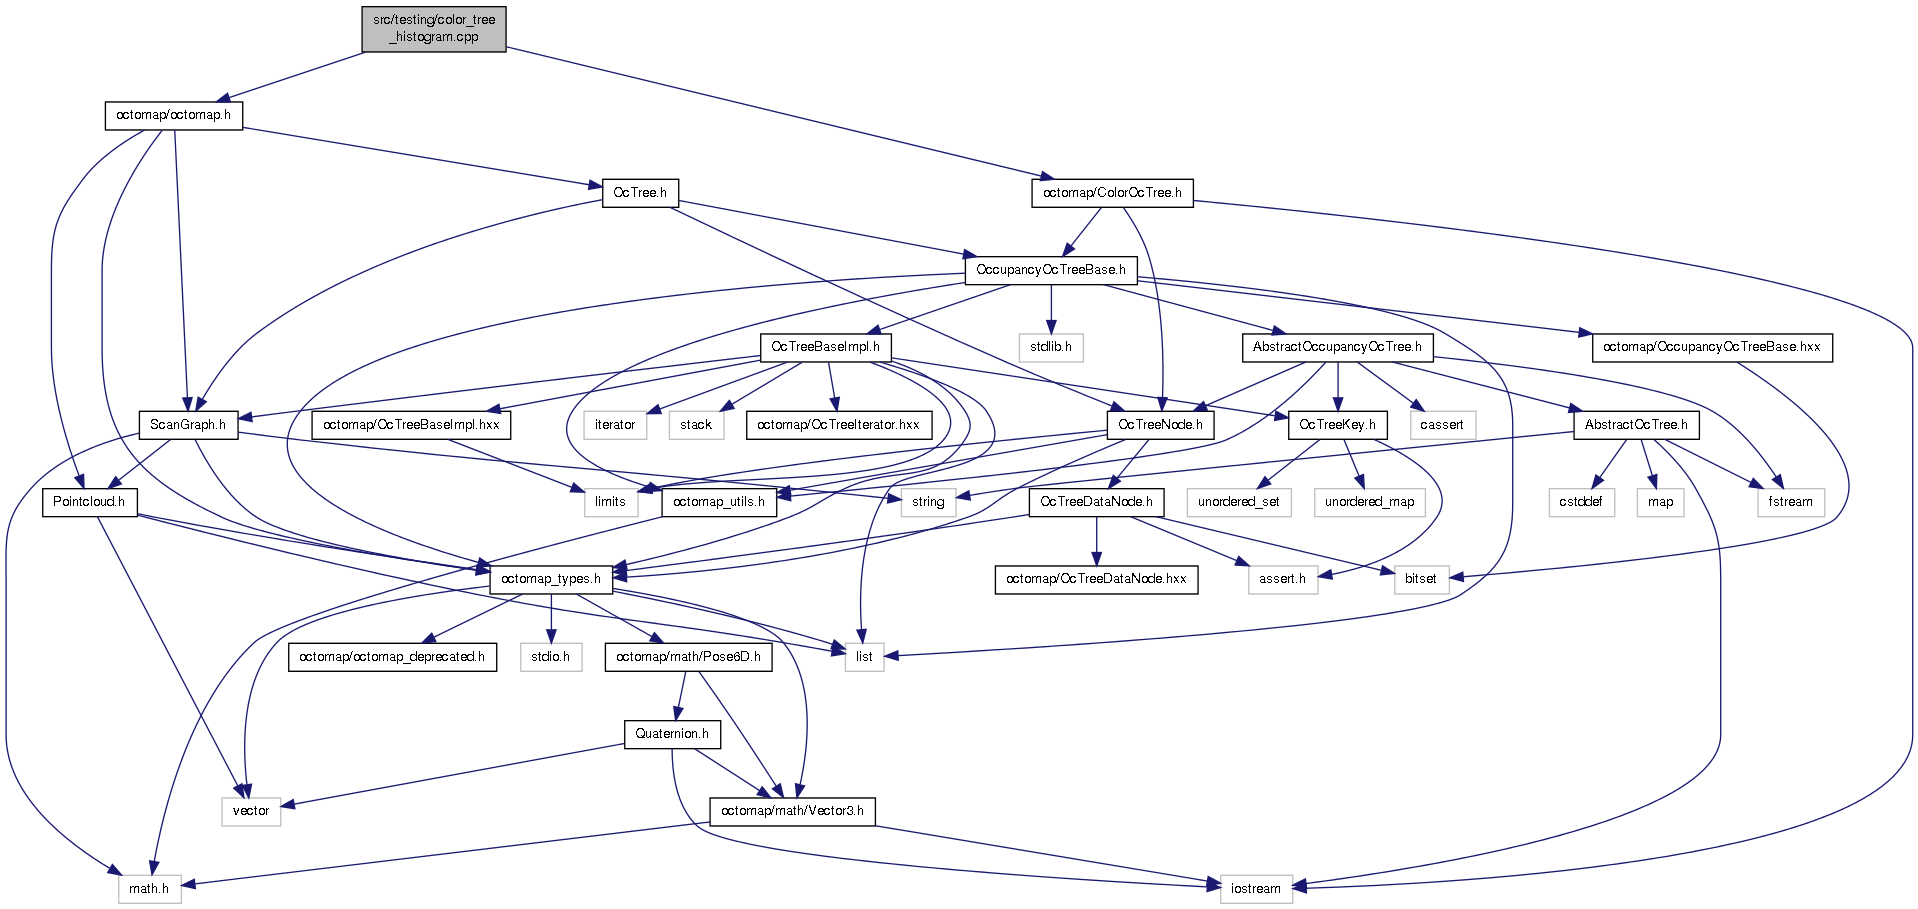 src/testing/color_tree
_histogram.cpp
octomap/octomap.h
OcTree.h
octomap/ColorOcTree.h
OccupancyOcTreeBase.h
OcTreeBaseImpl.h
stdlib.h
AbstractOccupancyOcTree.h
octomap/OccupancyOcTreeBase.hxx
ScanGraph.h
octomap/OcTreeBaseImpl.hxx
iterator
stack
octomap/OcTreeIterator.hxx
OcTreeNode.h
OcTreeKey.h
cassert
AbstractOcTree.h
Pointcloud.h
limits
octomap_utils.h
string
OcTreeDataNode.h
unordered_set
unordered_map
cstddef
map
fstream
octomap_types.h
octomap/OcTreeDataNode.hxx
assert.h
bitset
octomap/octomap_deprecated.h
stdio.h
octomap/math/Pose6D.h
list
Quaternion.h
vector
octomap/math/Vector3.h
math.h
iostream